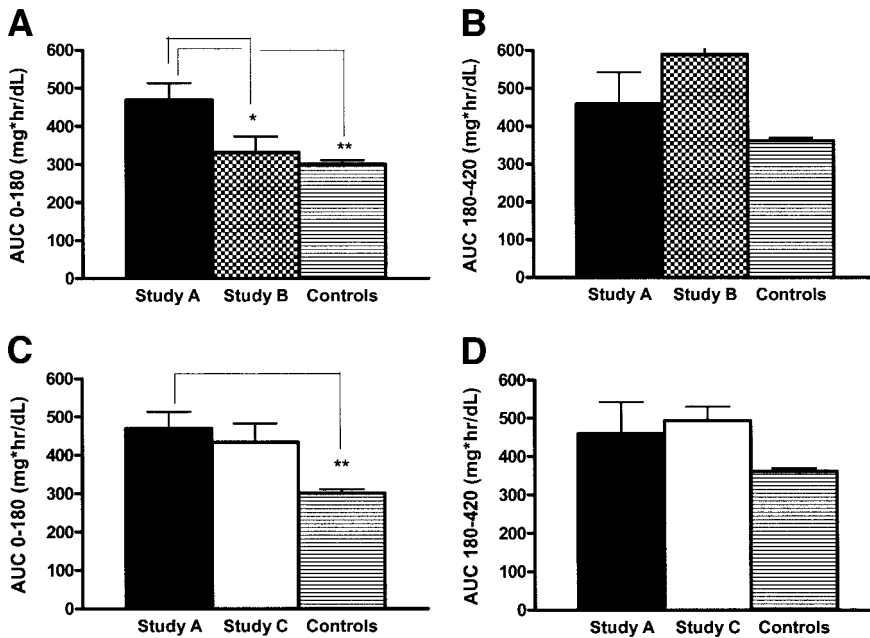 A
AUC 0-180 (mg*hr/dL)
600
500
400
300
200
100
0
*
**
Study A Study B Controls
B
AUC 180-420 (mg*hr/dL)
600
500
400
300
200
100
0
Study A Study B Controls
C
AUC 0-180 (mg*hr/dL)
600
500
400
300
200
100
0
**
Study A Study C Controls
D
AUC 180-420 (mg*hr/dL)
600
500
400
300
200
100
0
Study A Study C Controls